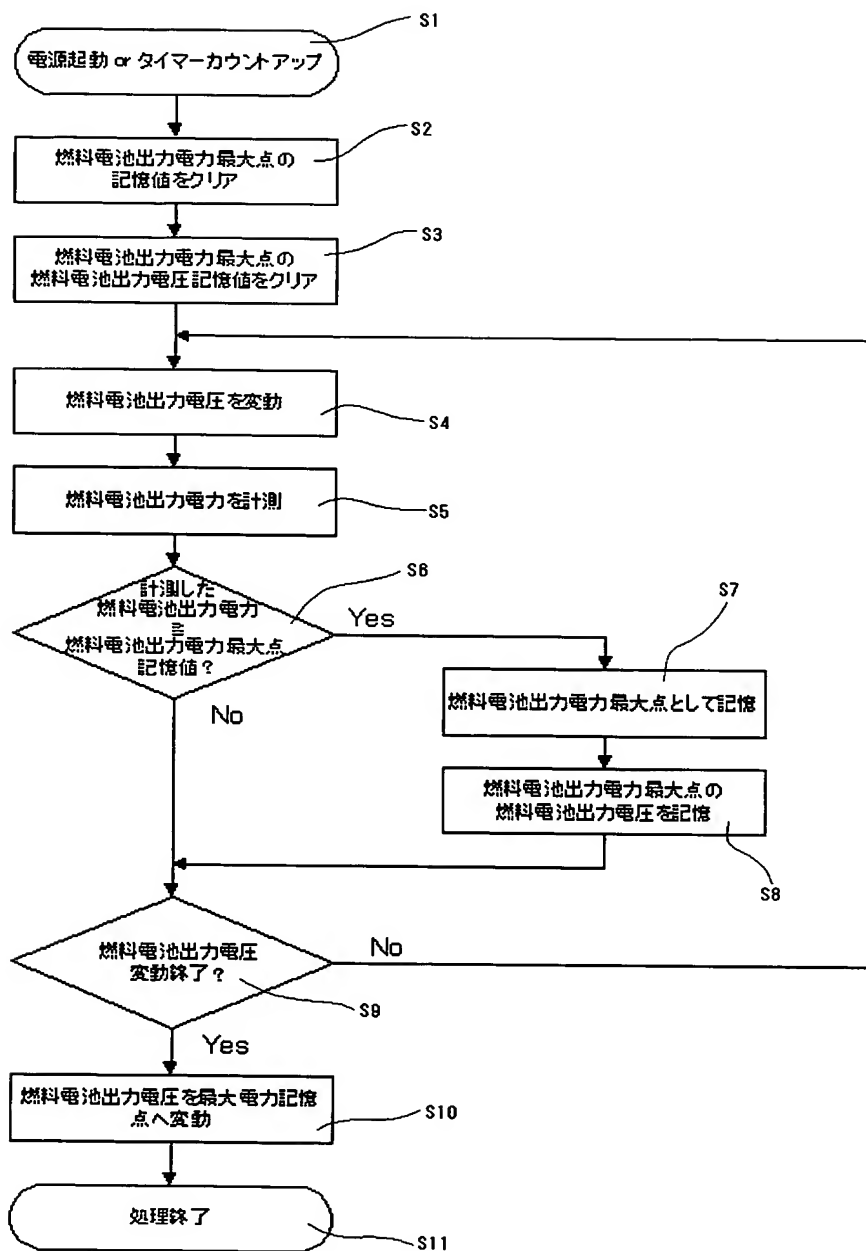 S1
電源起動 or タイマーカウントアップ
S2
燃料電池出力電力最大点の
記憶値をクリア
S3
燃料電池出力電力最大点の
燃料電池出力電圧記憶値をクリア
燃料電池出力電圧を変動
S4
燃料電池出力電力を計測
S5
S6
計測した
燃料電池出力電力
≧
燃料電池出力電力最大点
記憶値?
Yes
No
S7
燃料電池出力電力最大点として記憶
燃料電池出力電力最大点の
燃料電池出力電圧を記憶
S8
燃料電池出力電圧
変動終了?
No
S9
Yes
燃料電池出力電圧を最大電力記憶
点へ変動
S10
処理終了
S11